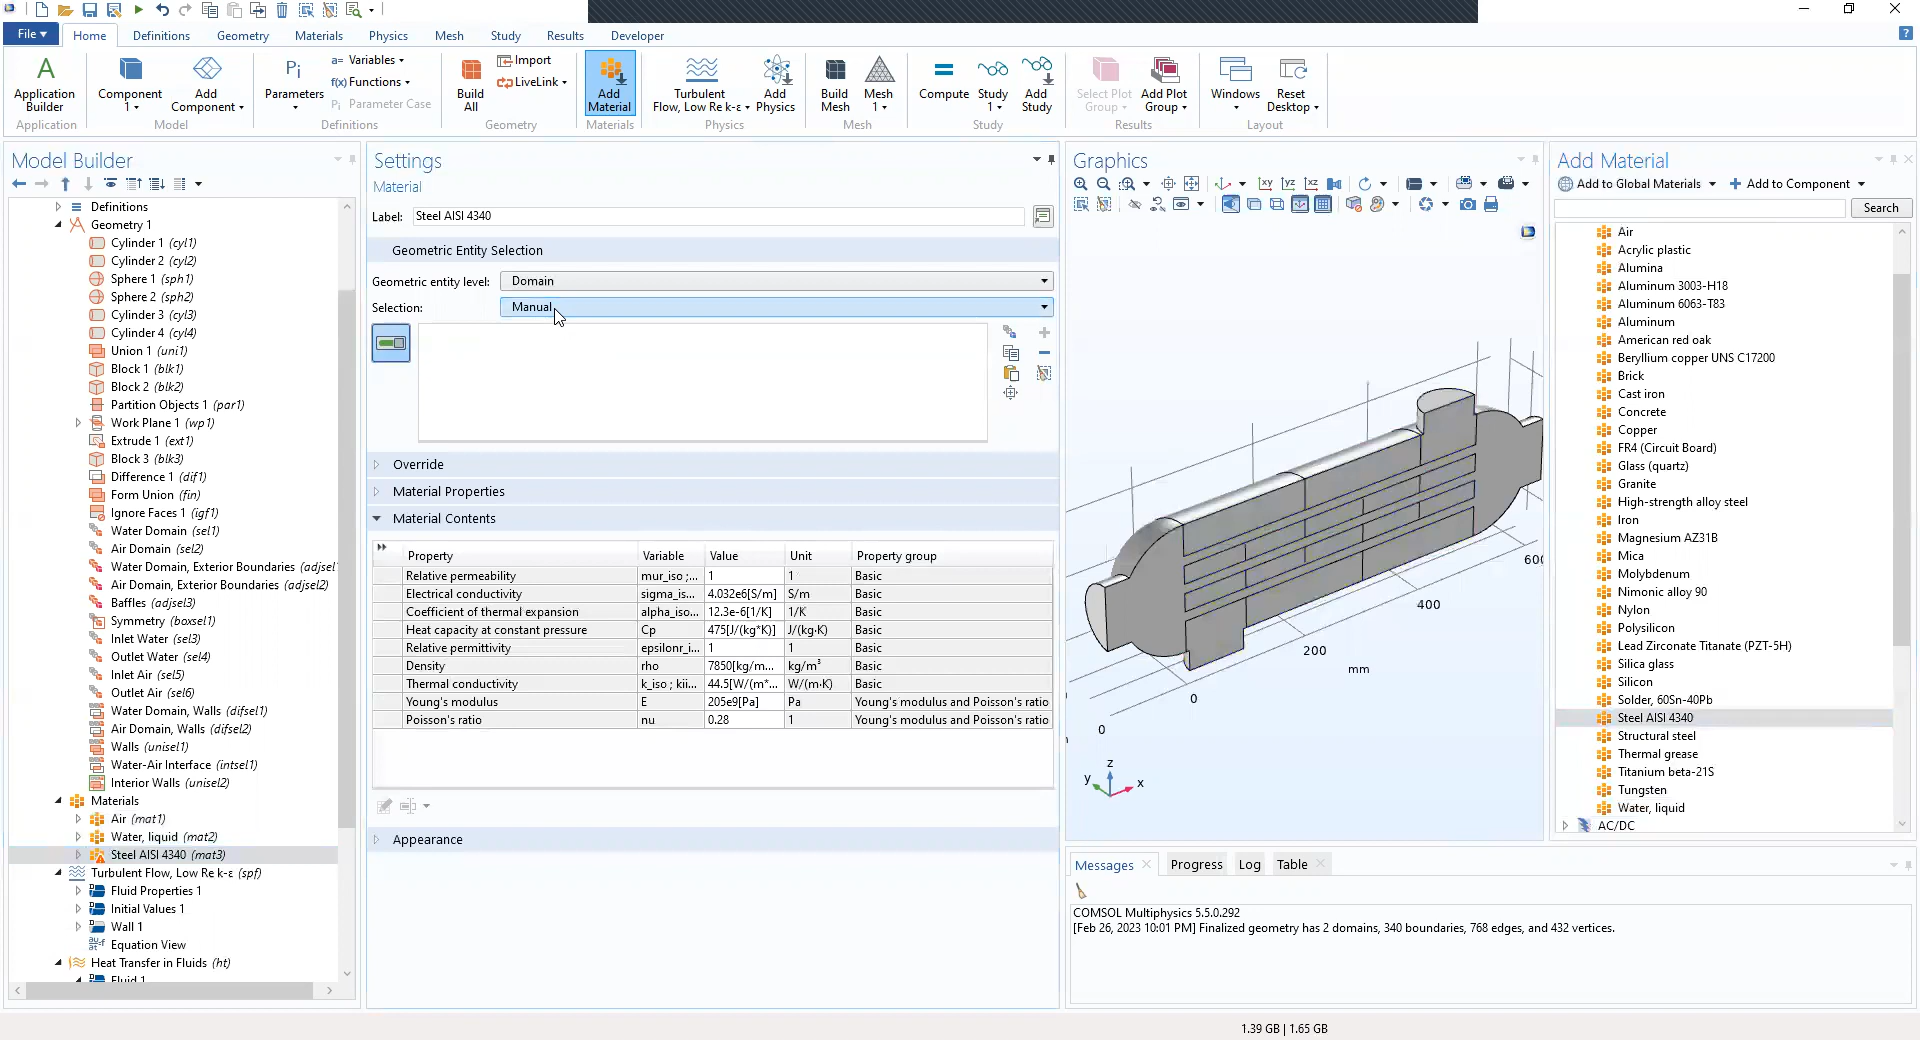 File
Home
Definitions
Geometry
Materials
Physics
Mesh
Study
Results
Developer
Application Builder
Application
Component 1
Add Component
Model
Pi
Parameters
a= Variables
f(x) Functions
Pi Parameter Case
Definitions
Build All
Import
LiveLink
Geometry
Add Material
Materials
Turbulent Flow, Low Re k-ε
Add Physics
Physics
Build Mesh
Mesh 1
Mesh
Compute
Study 1
Add Study
Study
Select Plot Group
Add Plot Group
Results
Windows
Reset Desktop
Layout
Model Builder
Definitions
Geometry 1
Cylinder 1 (cyl1)
Cylinder 2 (cyl2)
Sphere 1 (sph1)
Sphere 2 (sph2)
Cylinder 3 (cyl3)
Cylinder 4 (cyl4)
Union 1 (uni1)
Block 1 (blk1)
Block 2 (blk2)
Partition Objects 1 (par1)
Work Plane 1 (wp1)
Extrude 1 (ext1)
Block 3 (blk3)
Difference 1 (dif1)
Form Union (fin)
Ignore Faces 1 (igf1)
Water Domain (sel1)
Air Domain (sel2)
Water Domain, Exterior Boundaries (adjsel
Air Domain, Exterior Boundaries (adjsel2)
Baffles (adjsel3)
Symmetry (boxsel1)
Inlet Water (sel3)
Outlet Water (sel4)
Inlet Air (sel5)
Outlet Air (sel6)
Water Domain, Walls (difsel1)
Air Domain, Walls (difsel2)
Walls (unisel1)
Water-Air Interface (intsel1)
Interior Walls (unisel2)
Materials
Air (mat1)
Water, liquid (mat2)
Steel AISI 4340 (mat3)
Turbulent Flow, Low Re k-ε (spf)
Fluid Properties 1
Initial Values 1
Wall 1
Equation View
Heat Transfer in Fluids (ht)
Fluid 1
Settings
Material
Label: Steel AISI 4340
Geometric Entity Selection
Geometric entity level: Domain
Selection: Manual
Override
Material Properties
Material Contents
Property Variable Value Unit Property group
Relative permeability mur_iso ;... 1 1 Basic
Electrical conductivity sigma_is... 4.032e6[S/m] S/m Basic
Coefficient of thermal expansion alpha_iso... 12.3e-6[1/K] 1/K Basic
Heat capacity at constant pressure Cp 475[J/(kg*K)] J/(kg·K) Basic
Relative permittivity epsilonr_i... 1 1 Basic
Density rho 7850[kg/m... kg/m³ Basic
Thermal conductivity k_iso ; kii... 44.5[W/(m*... W/(m·K) Basic
Young's modulus E 205e9[Pa] Pa Young's modulus and Poisson's ratio
Poisson's ratio nu 0.28 1 Young's modulus and Poisson's ratio
Appearance
Graphics
xy yz xz
600
400
200
mm
0
0
z
y
x
Messages
Progress
Log
Table
COMSOL Multiphysics 5.5.0.292
[Feb 26, 2023 10:01 PM] Finalized geometry has 2 domains, 340 boundaries, 768 edges, and 432 vertices.
Add Material
Add to Global Materials
Add to Component
Search
Air
Acrylic plastic
Alumina
Aluminum 3003-H18
Aluminum 6063-T83
Aluminum
American red oak
Beryllium copper UNS C17200
Brick
Cast iron
Concrete
Copper
FR4 (Circuit Board)
Glass (quartz)
Granite
High-strength alloy steel
Iron
Magnesium AZ31B
Mica
Molybdenum
Nimonic alloy 90
Nylon
Polysilicon
Lead Zirconate Titanate (PZT-5H)
Silica glass
Silicon
Solder, 60Sn-40Pb
Steel AISI 4340
Structural steel
Thermal grease
Titanium beta-21S
Tungsten
Water, liquid
AC/DC
1.39 GB | 1.65 GB